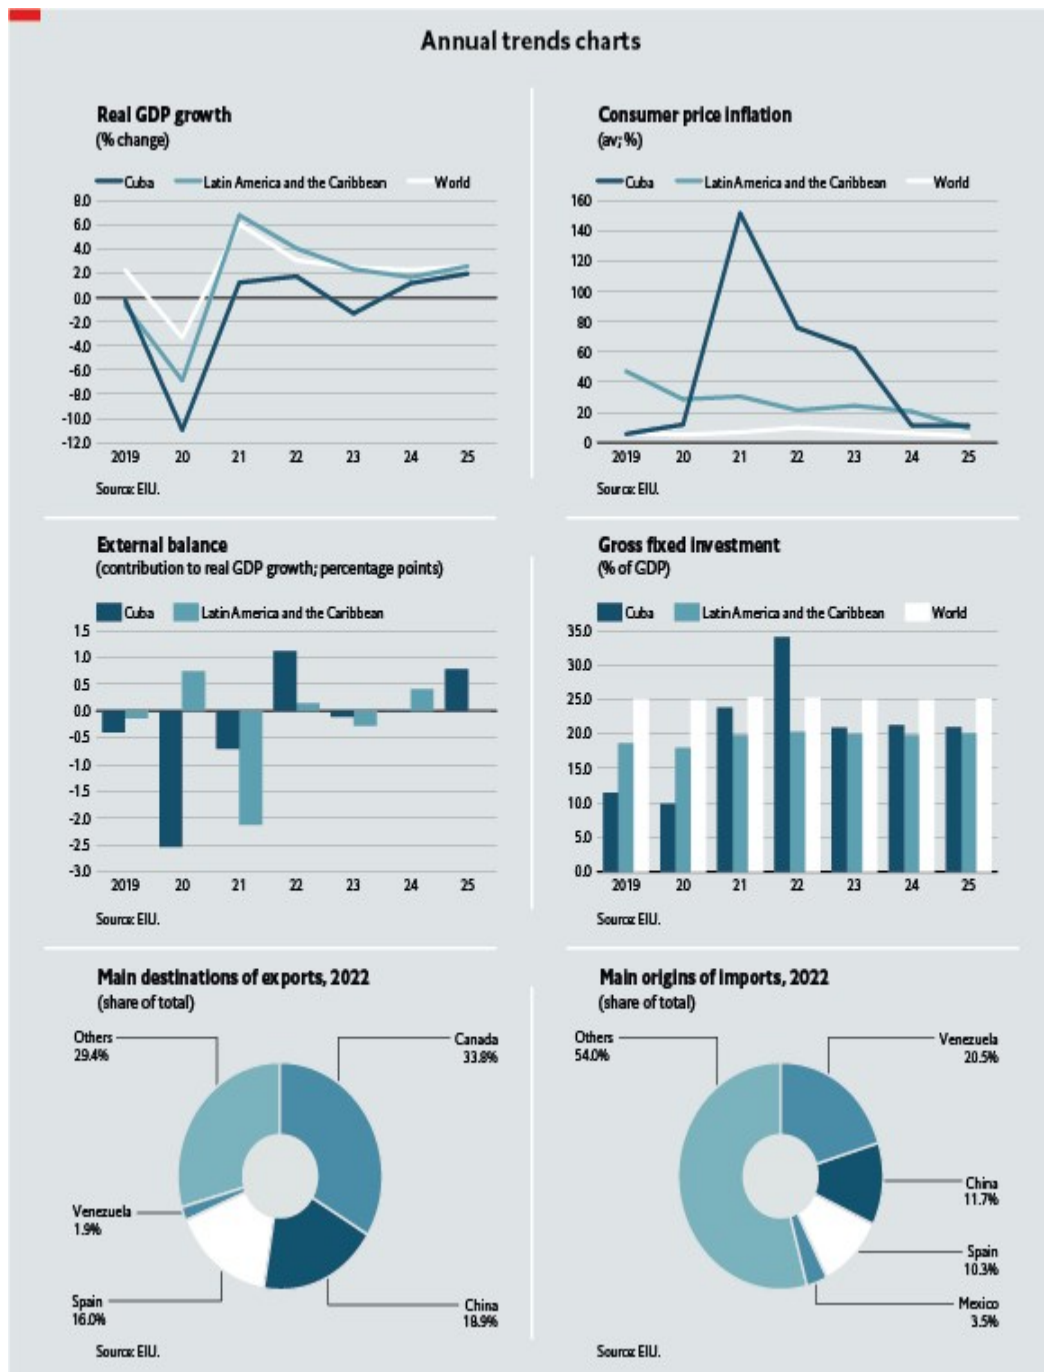 Annual trends charts
Real GDP growth
(% change)
Cuba Latin America and the Caribbean World
8.0
6.0
4.0
2.0
0.0
-2.0
-4.0
-6.0
-8.0
-10.0
-12.0
2019 20 21 22 23 24 25
Source: EIU.
Consumer price inflation
(av; %)
Cuba Latin America and the Caribbean World
160
140
120
100
80
60
40
20
0
2019 20 21 22 23 24 25
Source: EIU.
External balance
(contribution to real GDP growth; percentage points)
Cuba Latin America and the Caribbean
1.5
1.0
0.5
0.0
-0.5
-1.0
-1.5
-2.0
-2.5
-3.0
2019 20 21 22 23 24 25
Source: EIU.
Gross fixed investment
(% of GDP)
Cuba Latin America and the Caribbean World
35.0
30.0
25.0
20.0
15.0
10.0
5.0
0.0
2019 20 21 22 23 24 25
Source: EIU.
Main destinations of exports, 2022
(share of total)
Others
29.4%
Canada
33.8%
Venezuela
1.9%
Spain
16.0%
China
18.9%
Source: EIU.
Main origins of imports, 2022
(share of total)
Others
54.0%
Venezuela
20.5%
China
11.7%
Spain
10.3%
Mexico
3.5%
Source: EIU.